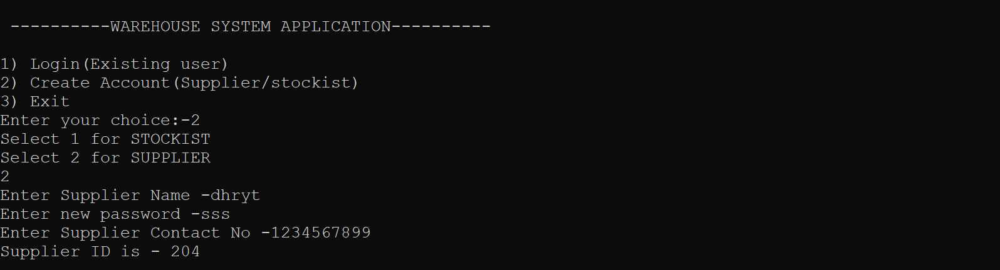 ----------WAREHOUSE SYSTEM APPLICATION----------
1) Login(Existing user)
2) Create Account(Supplier/stockist)
3) Exit
Enter your choice:-2
Select 1 for STOCKIST
Select 2 for SUPPLIER
2
Enter Supplier Name -dhryt
Enter new password -sss
Enter Supplier Contact No -1234567899
Supplier ID is - 204